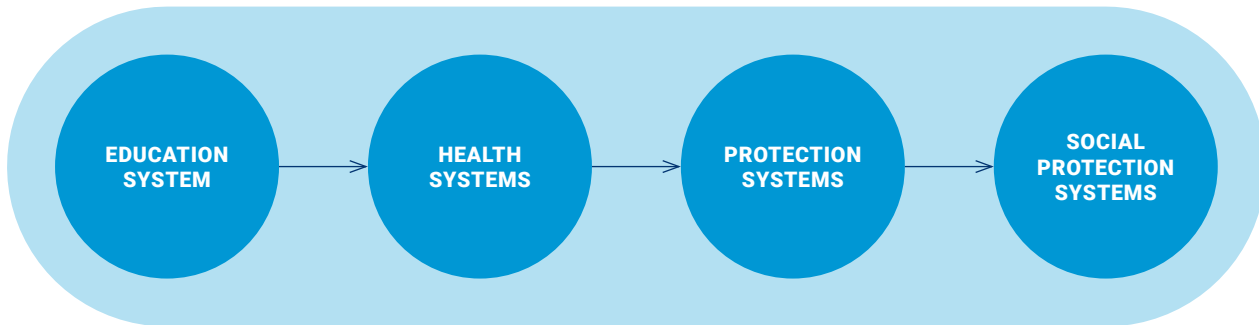 EDUCATION
SYSTEM
HEALTH
SYSTEMS
PROTECTION
SYSTEMS
SOCIAL
PROTECTION
SYSTEMS